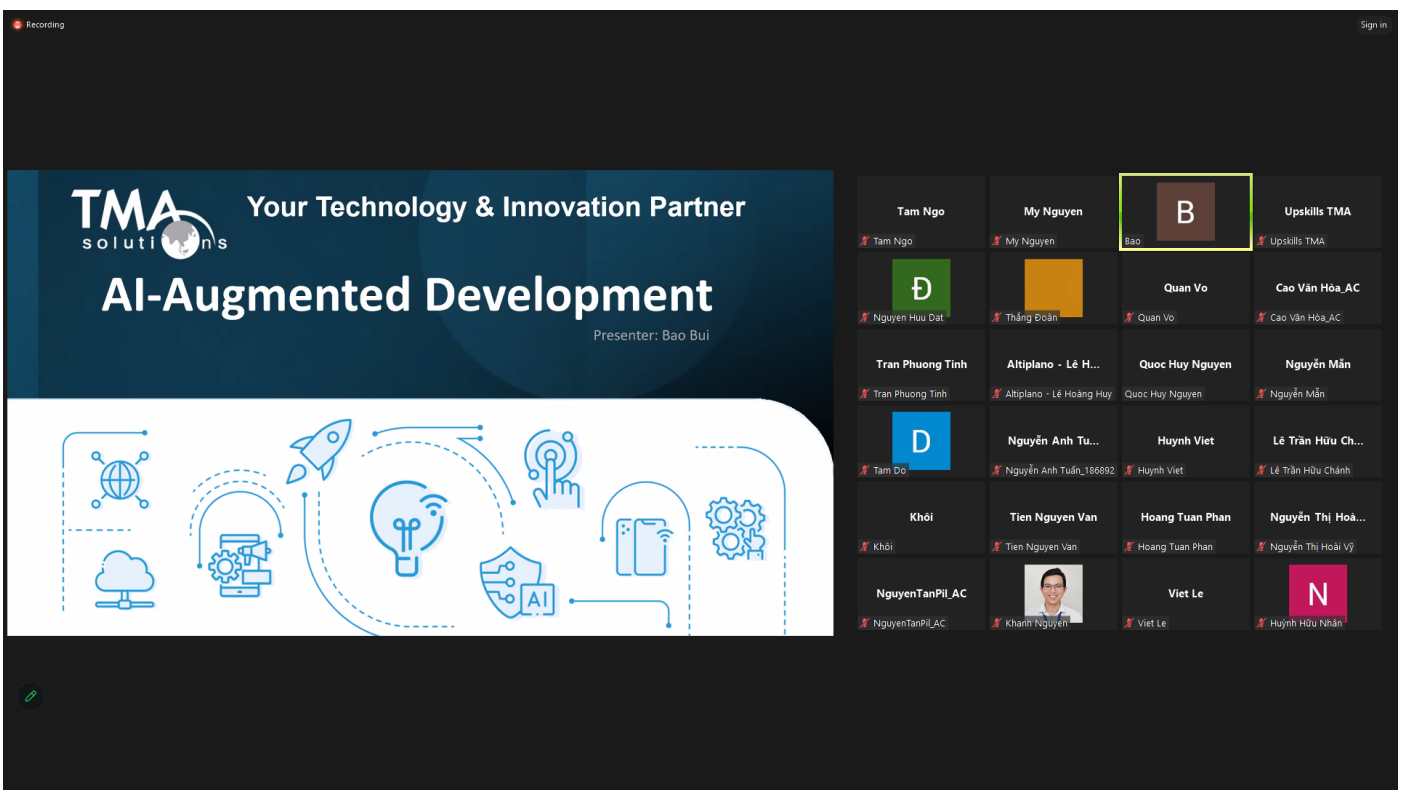 Recording
Sign in
TMA
solutions
Your Technology & Innovation Partner
AI-Augmented Development
Presenter: Bao Bui
AI
Tam Ngo
Tam Ngo
My Nguyen
My Nguyen
B
Bao
Upskills TMA
Upskills TMA
Đ
Nguyen Huu Dat
Thắng Đoàn
Quan Vo
Quan Vo
Cao Văn Hòa_AC
Cao Văn Hòa_AC
Tran Phuong Tinh
Tran Phuong Tinh
Altiplano - Lê H...
Altiplano - Lê Hoàng Huy
Quoc Huy Nguyen
Quoc Huy Nguyen
Nguyễn Mẫn
Nguyễn Mẫn
D
Tam Do
Nguyễn Anh Tu...
Nguyễn Anh Tuấn_186892
Huynh Viet
Huynh Viet
Lê Trần Hữu Ch...
Lê Trần Hữu Chánh
Khôi
Khôi
Tien Nguyen Van
Tien Nguyen Van
Hoang Tuan Phan
Hoang Tuan Phan
Nguyễn Thị Hoà...
Nguyễn Thị Hoài Vỹ
NguyenTanPil_AC
NguyenTanPil_AC
Khanh Nguyen
Viet Le
Viet Le
N
Huỳnh Hữu Nhân